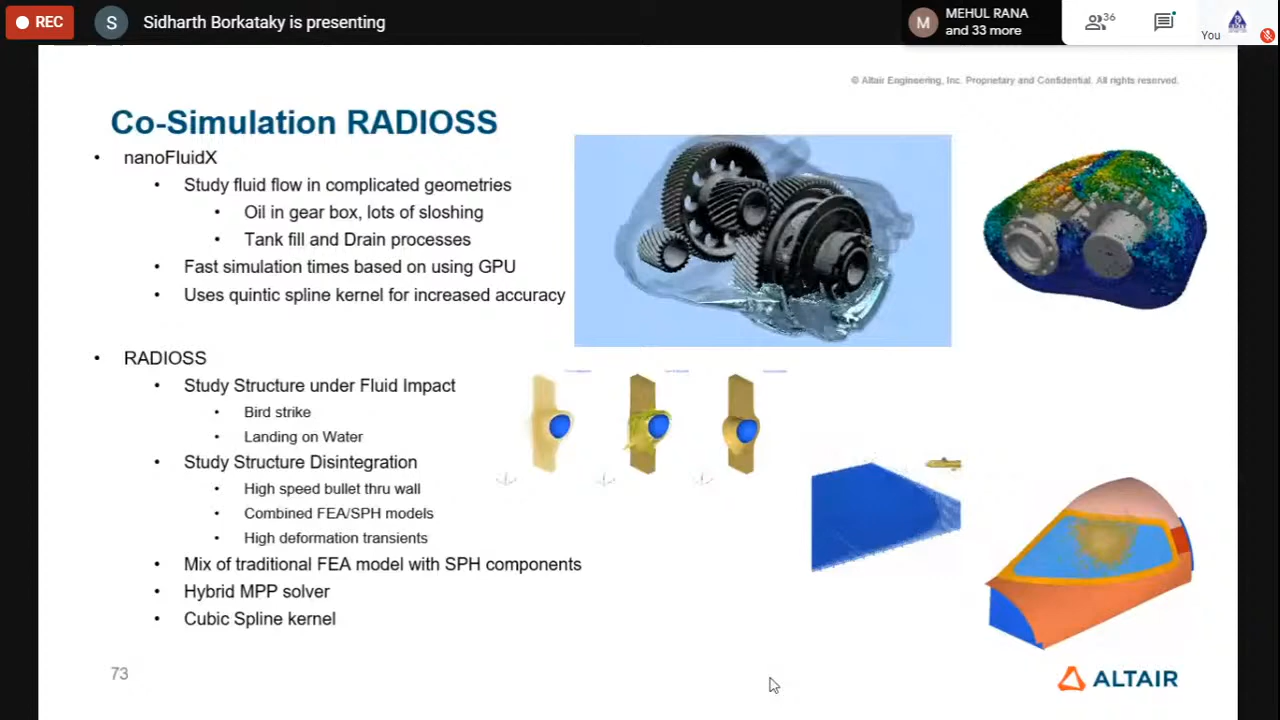 REC
S
Sidharth Borkataky is presenting
M
MEHUL RANA
and 33 more
36
You
© Altair Engineering, Inc. Proprietary and Confidential. All rights reserved.
Co-Simulation RADIOSS
• nanoFluidX
• Study fluid flow in complicated geometries
• Oil in gear box, lots of sloshing
• Tank fill and Drain processes
• Fast simulation times based on using GPU
• Uses quintic spline kernel for increased accuracy
• RADIOSS
• Study Structure under Fluid Impact
• Bird strike
• Landing on Water
• Study Structure Disintegration
• High speed bullet thru wall
• Combined FEA/SPH models
• High deformation transients
• Mix of traditional FEA model with SPH components
• Hybrid MPP solver
• Cubic Spline kernel
73
ALTAIR